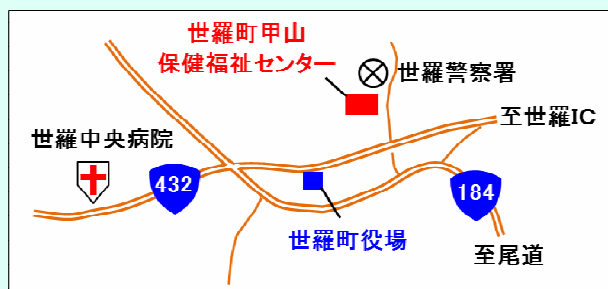 世羅町甲山
保健福祉センター
世羅警察署
至世羅IC
世羅中央病院
432
184
世羅町役場
至尾道